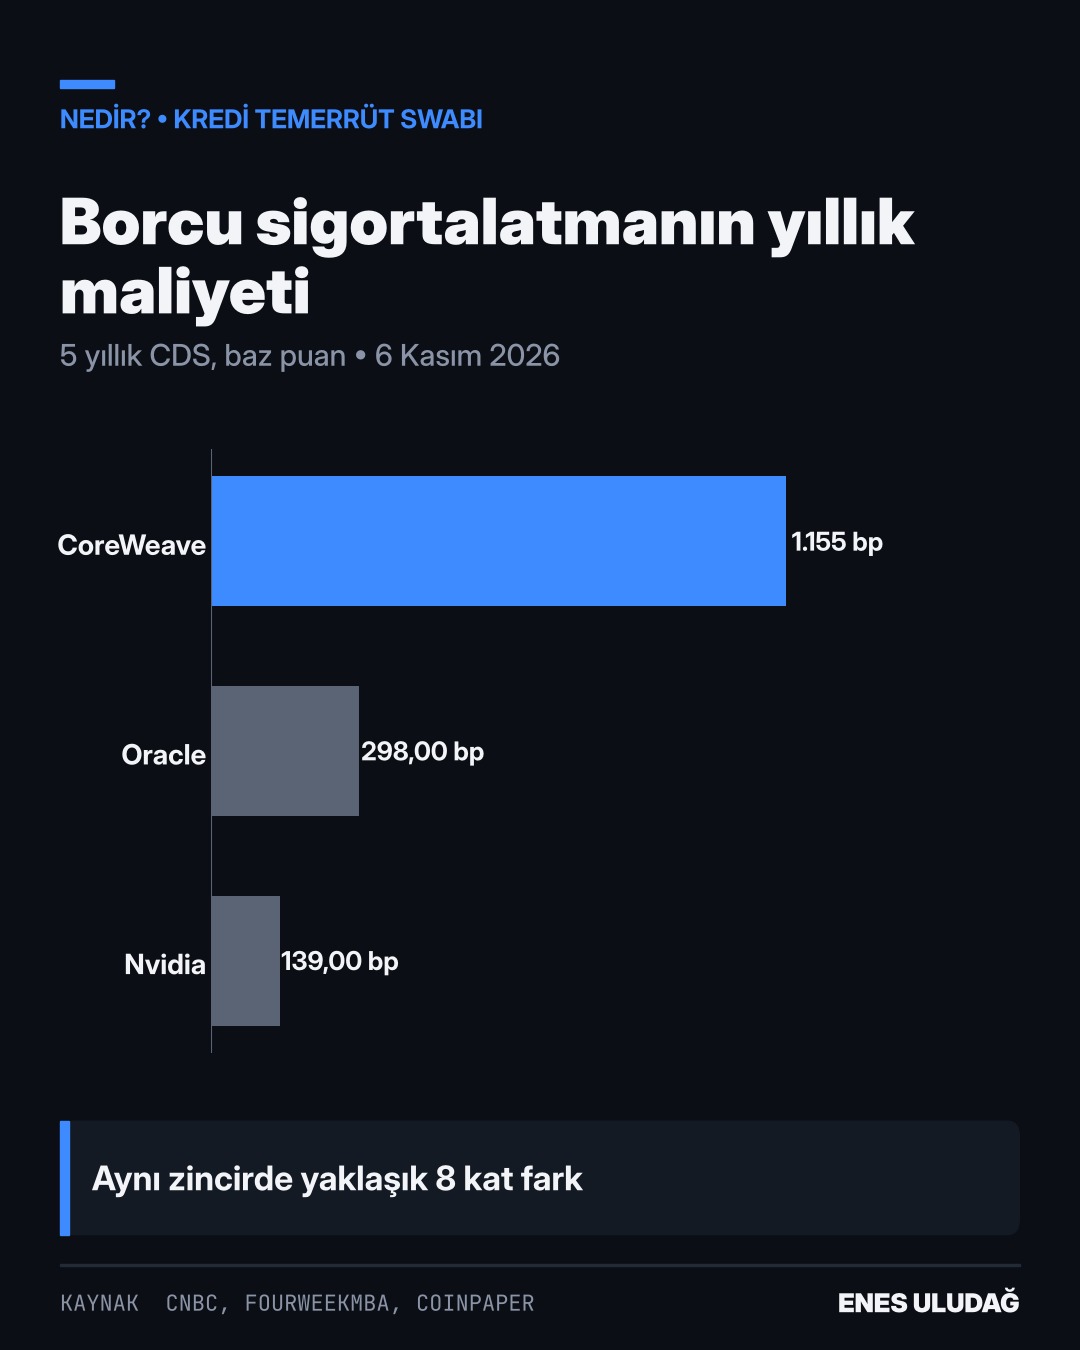 NEDİR? • KREDİ TEMERRÜT SWABI
Borcu sigortalatmanın yıllık
maliyeti
5 yıllık CDS, baz puan • 6 Kasım 2026
CoreWeave 1.155 bp
Oracle 298,00 bp
Nvidia 139,00 bp
Aynı zincirde yaklaşık 8 kat fark
KAYNAK CNBC, FOURWEEKMBA, COINPAPER
ENES ULUDAĞ